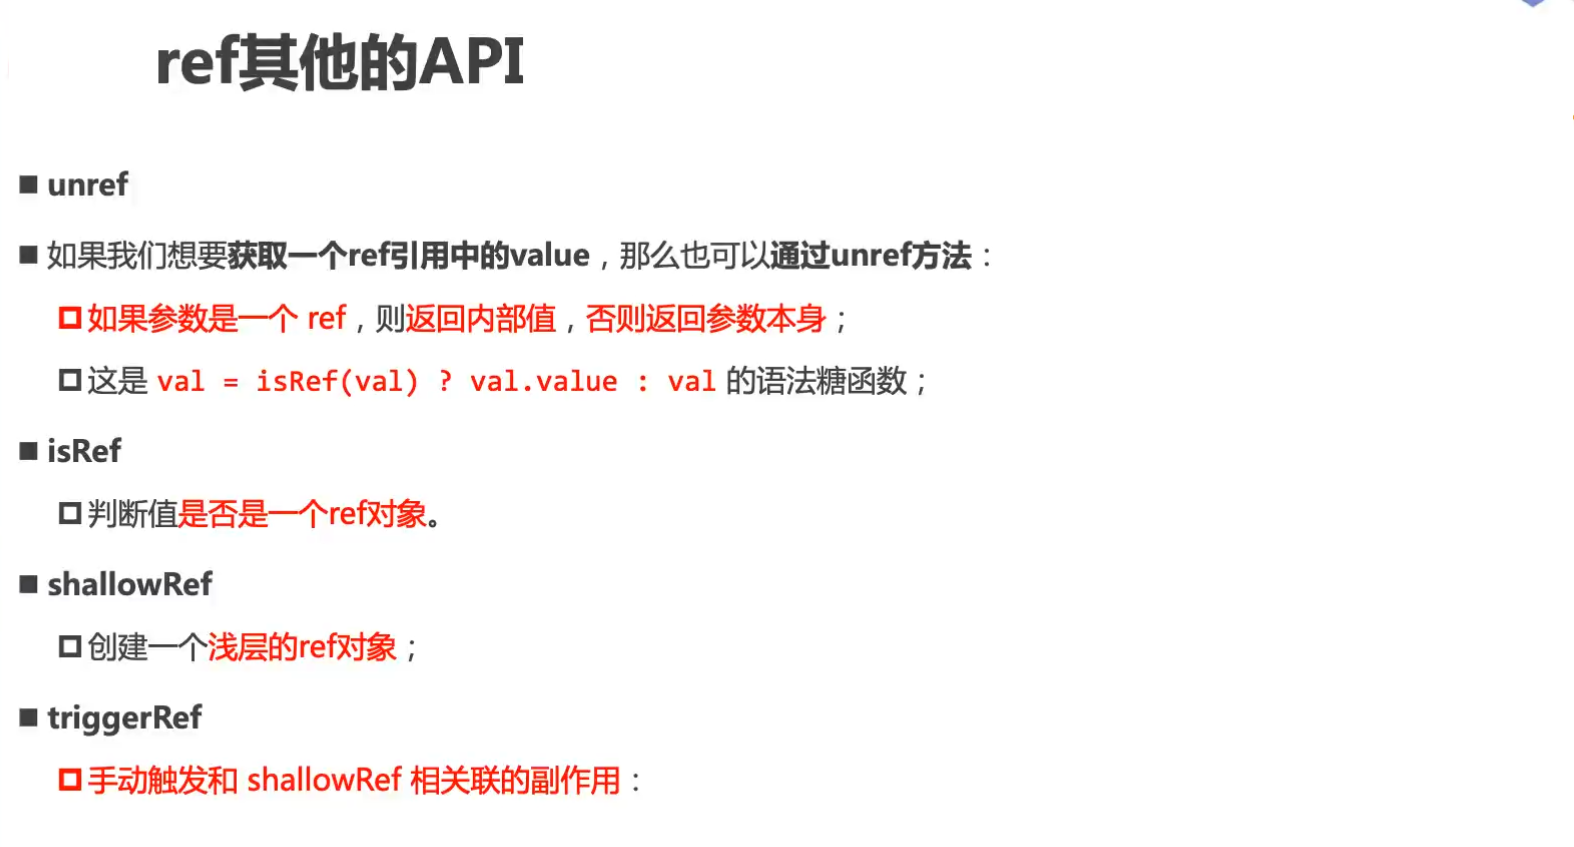 ref其他的API
unref
如果我们想要获取一个ref引用中的value，那么也可以通过unref方法：
如果参数是一个 ref，则返回内部值，否则返回参数本身；
这是 val = isRef(val) ? val.value : val 的语法糖函数；
isRef
判断值是否是一个ref对象。
shallowRef
创建一个浅层的ref对象；
triggerRef
手动触发和 shallowRef 相关联的副作用：